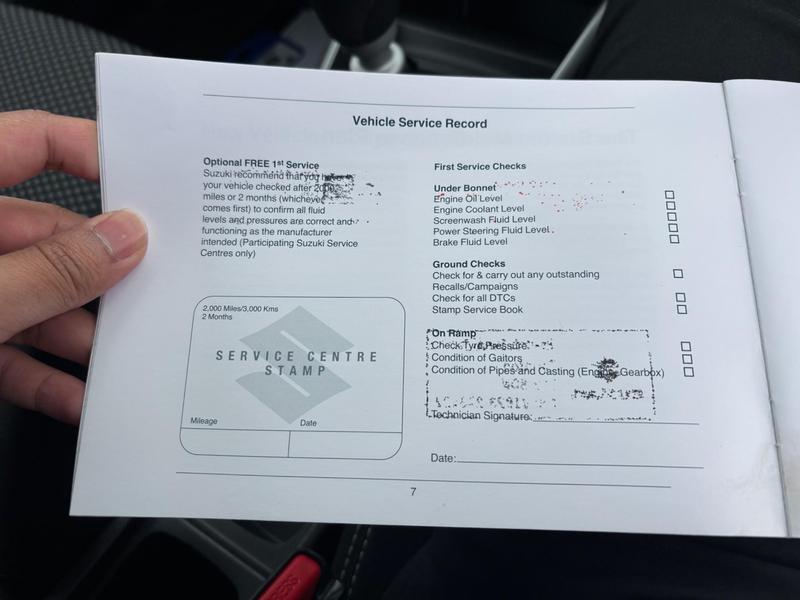 Vehicle Service Record
Optional FREE 1st Service
Suzuki recommend that you have
your vehicle checked after 2000
miles or 2 months (whichever
comes first) to confirm all fluid
levels and pressures are correct and
functioning as the manufacturer
intended (Participating Suzuki Service
Centres only)
2,000 Miles/3,000 Kms
2 Months
SERVICE CENTRE
STAMP
Mileage
Date
First Service Checks
Under Bonnet
Engine Oil Level
Engine Coolant Level
Screenwash Fluid Level
Power Steering Fluid Level
Brake Fluid Level
Ground Checks
Check for & carry out any outstanding
Recalls/Campaigns
Check for all DTCs
Stamp Service Book
On Ramp
Check Tyre Pressure
Condition of Gaitors
Condition of Pipes and Casting (Engine, Gearbox)
Technician Signature:
Date:
7